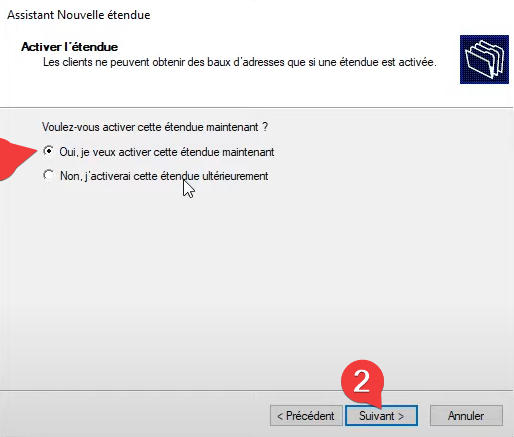 Assistant Nouvelle étendue
Activer l'étendue
Les clients ne peuvent obtenir des baux d'adresses que si une étendue est activée.
Voulez-vous activer cette étendue maintenant ?
Oui, je veux activer cette étendue maintenant
Non, j'activerai cette étendue ultérieurement
2
< Précédent Suivant > Annuler